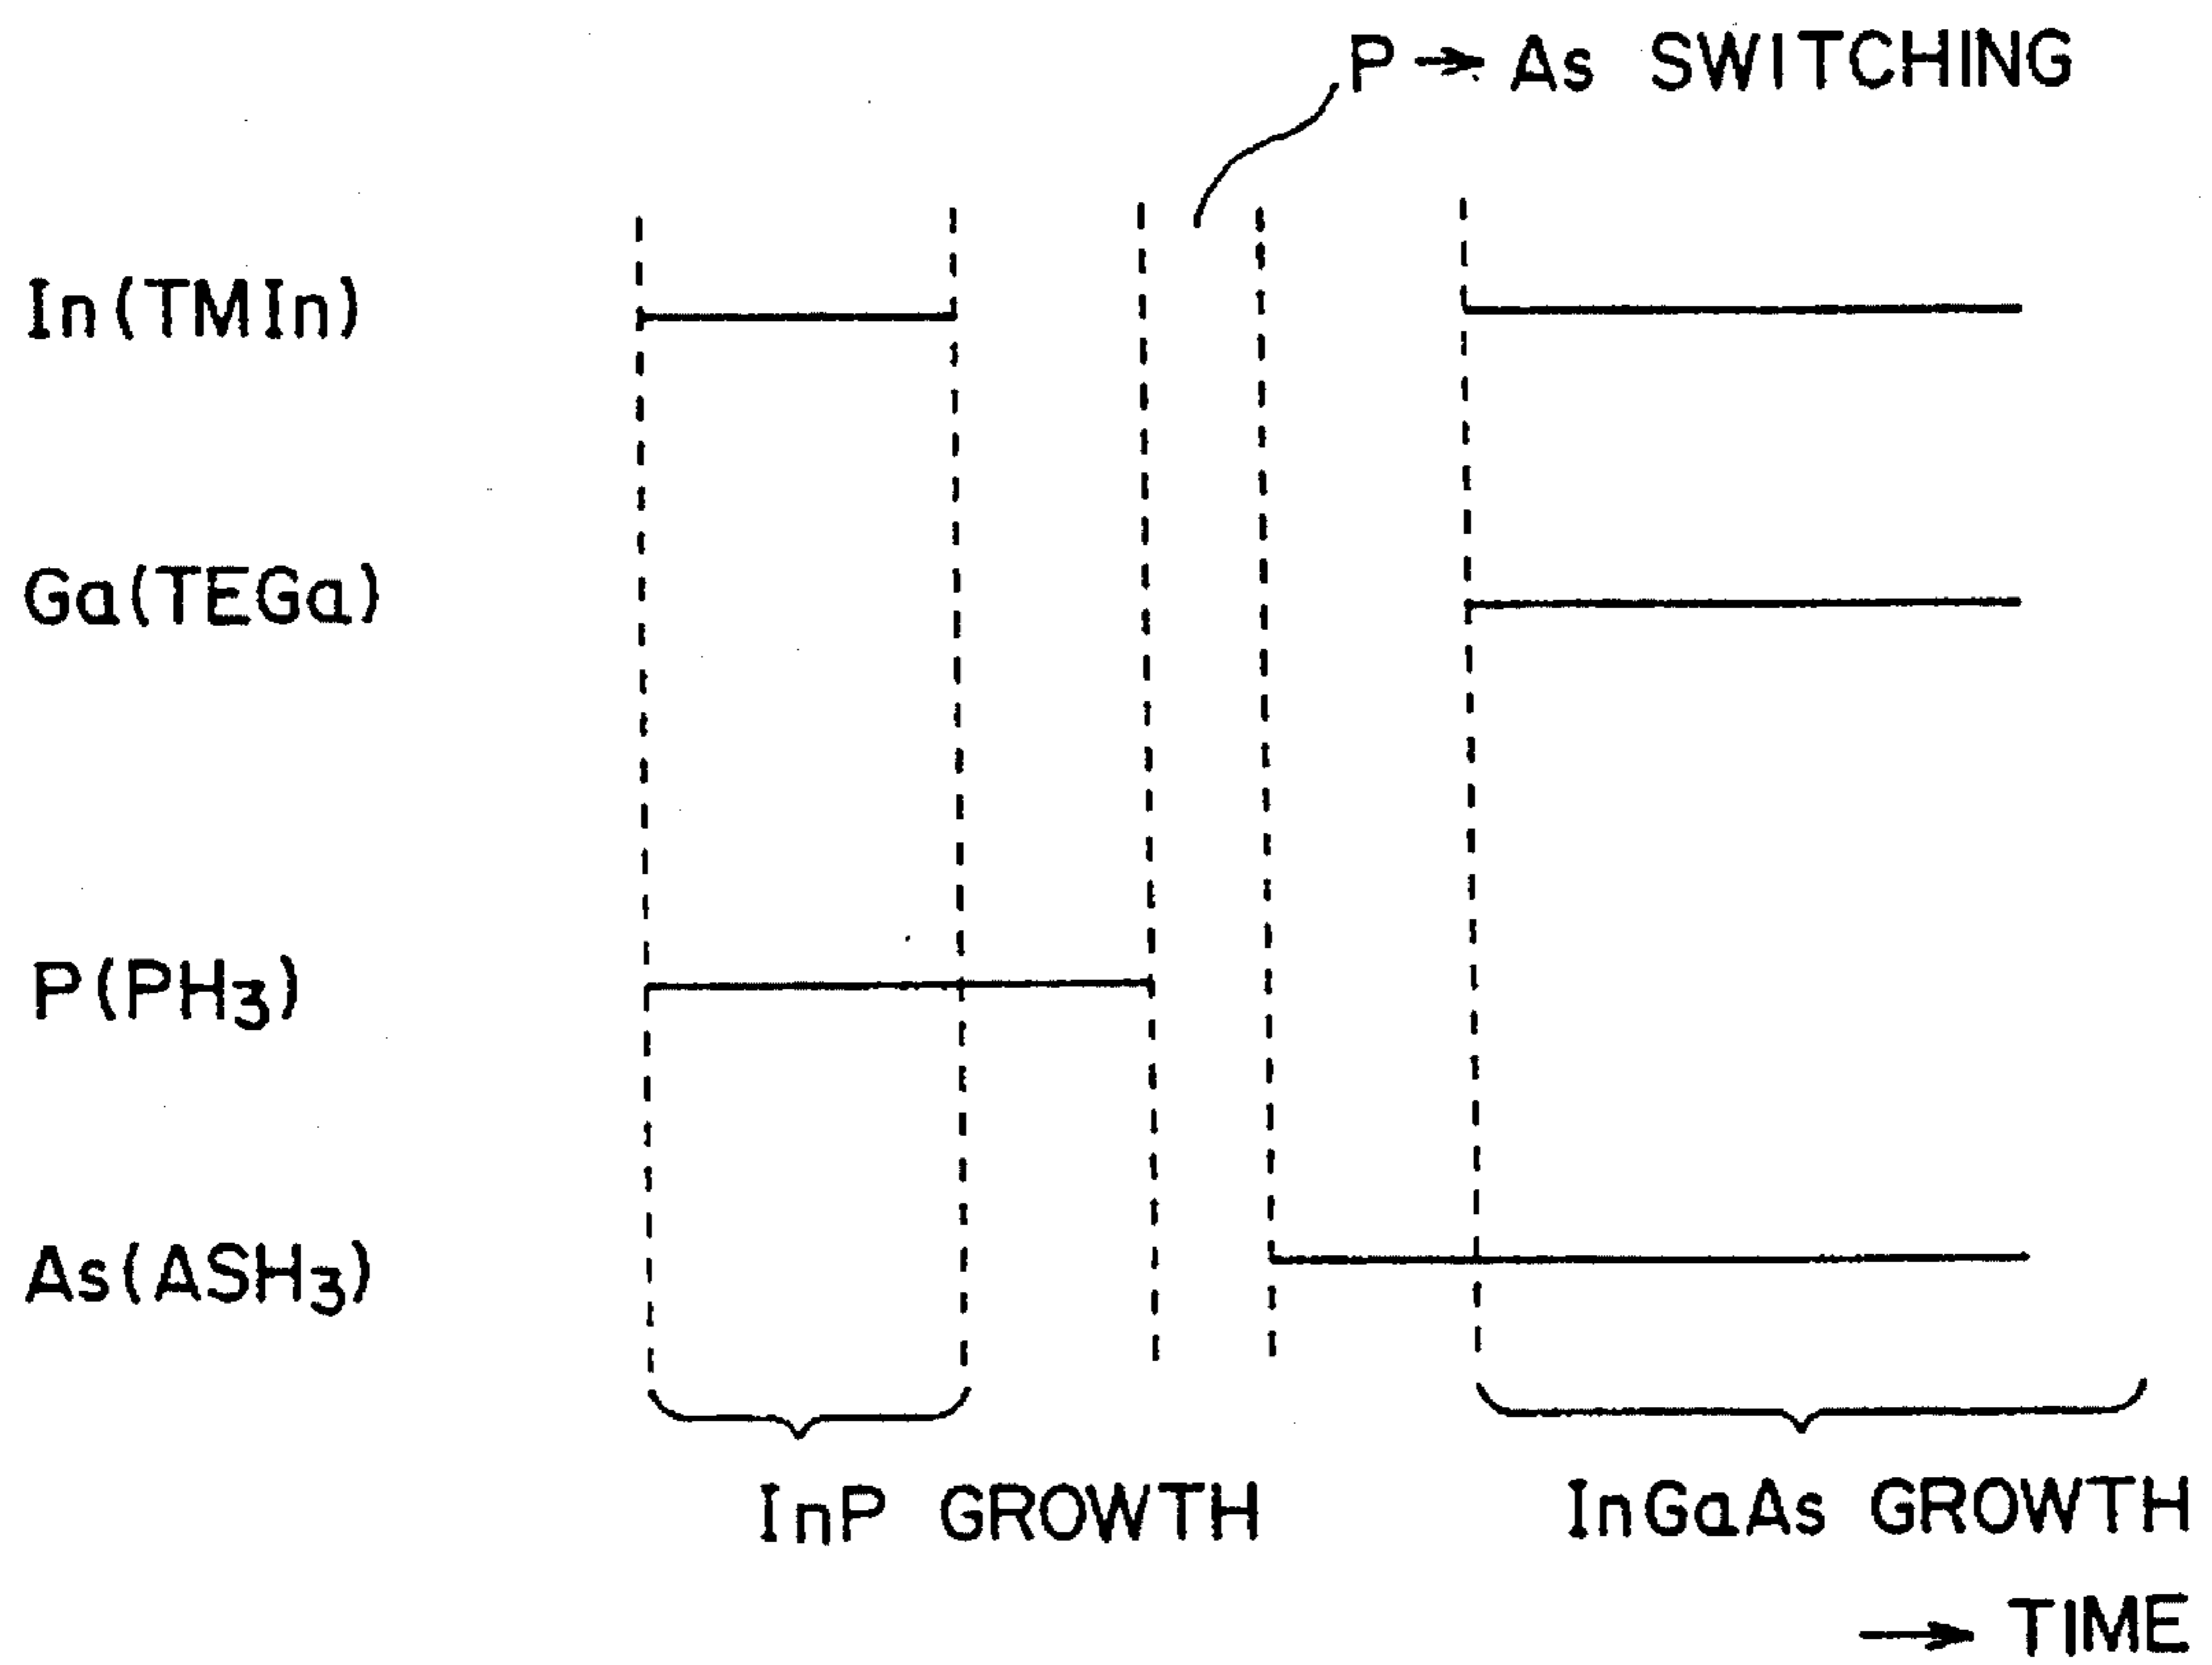 P → As SWITCHING
In(TMIn)
Ga(TEGa)
P(PH3)
As(ASH3)
InP GROWTH
InGaAs GROWTH
→ TIME